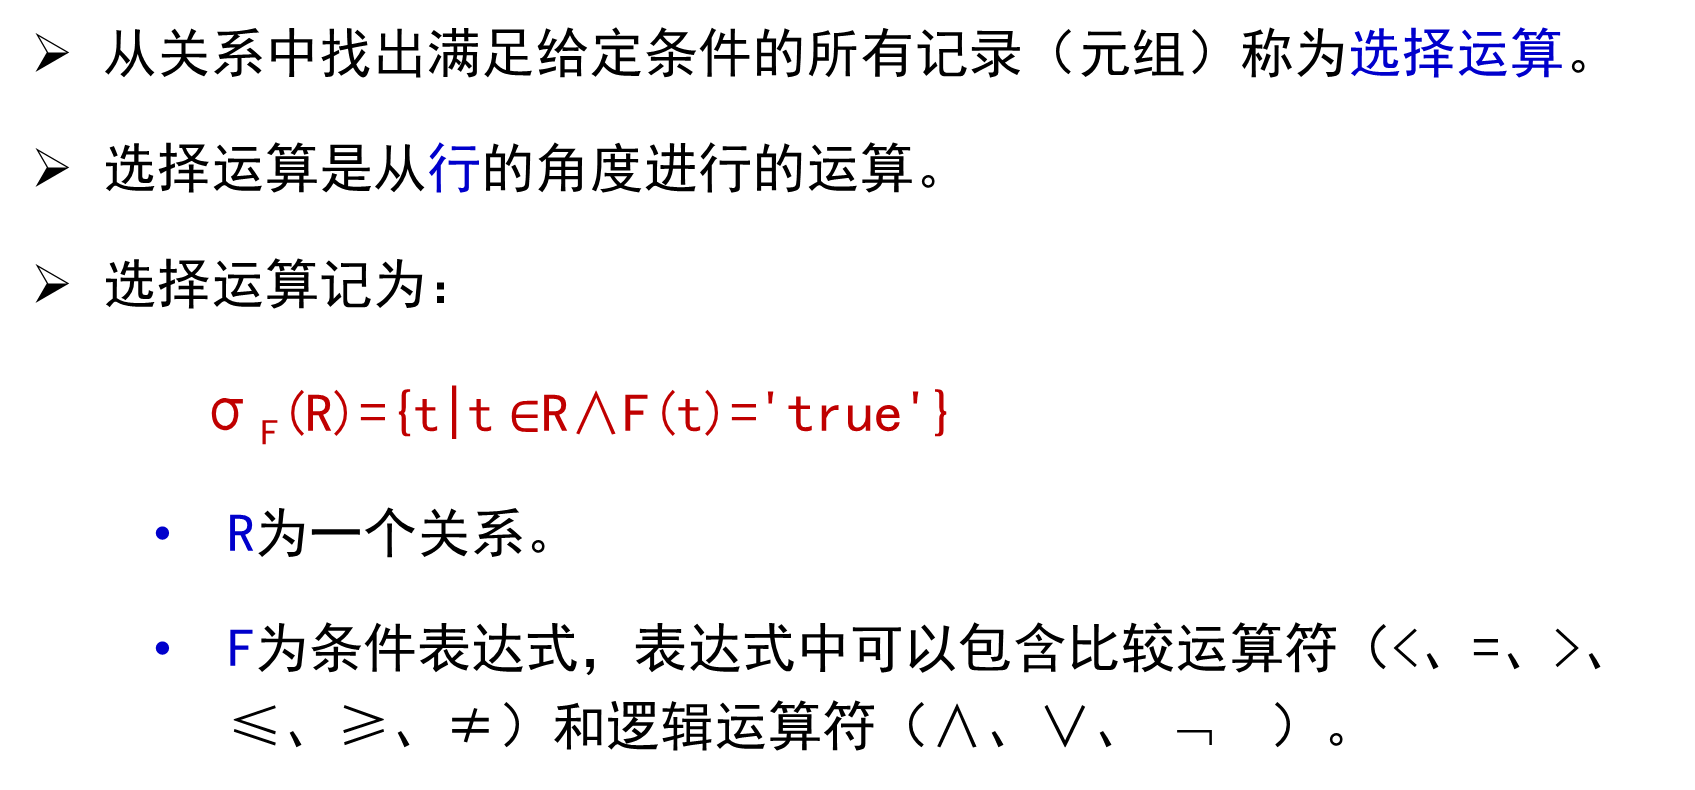 ➢ 从关系中找出满足给定条件的所有记录（元组）称为选择运算。
➢ 选择运算是从行的角度进行的运算。
➢ 选择运算记为：
σ F(R)={t|t∈R∧F(t)='true'}
• R为一个关系。
• F为条件表达式，表达式中可以包含比较运算符（<、=、>、
≤、≥、≠）和逻辑运算符（∧、∨、 ﹁ ）。